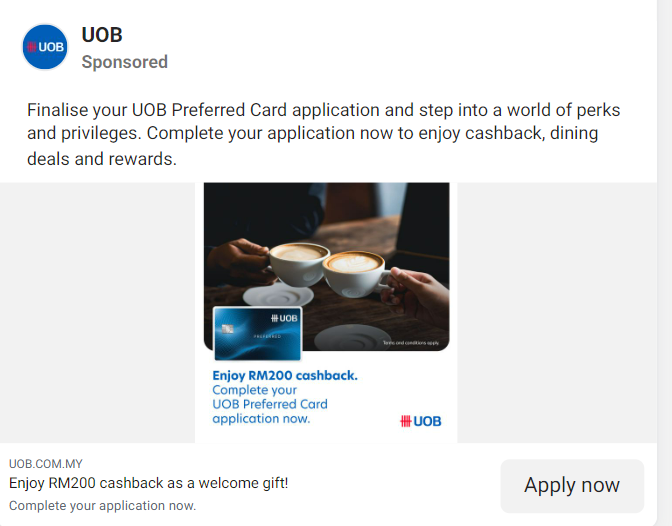 UOB
UOB
Sponsored
Finalise your UOB Preferred Card application and step into a world of perks
and privileges. Complete your application now to enjoy cashback, dining
deals and rewards.
UOB
PREFERRED
Terms and conditions apply.
Enjoy RM200 cashback.
Complete your
UOB Preferred Card
application now.
UOB
UOB.COM.MY
Enjoy RM200 cashback as a welcome gift!
Complete your application now.
Apply now